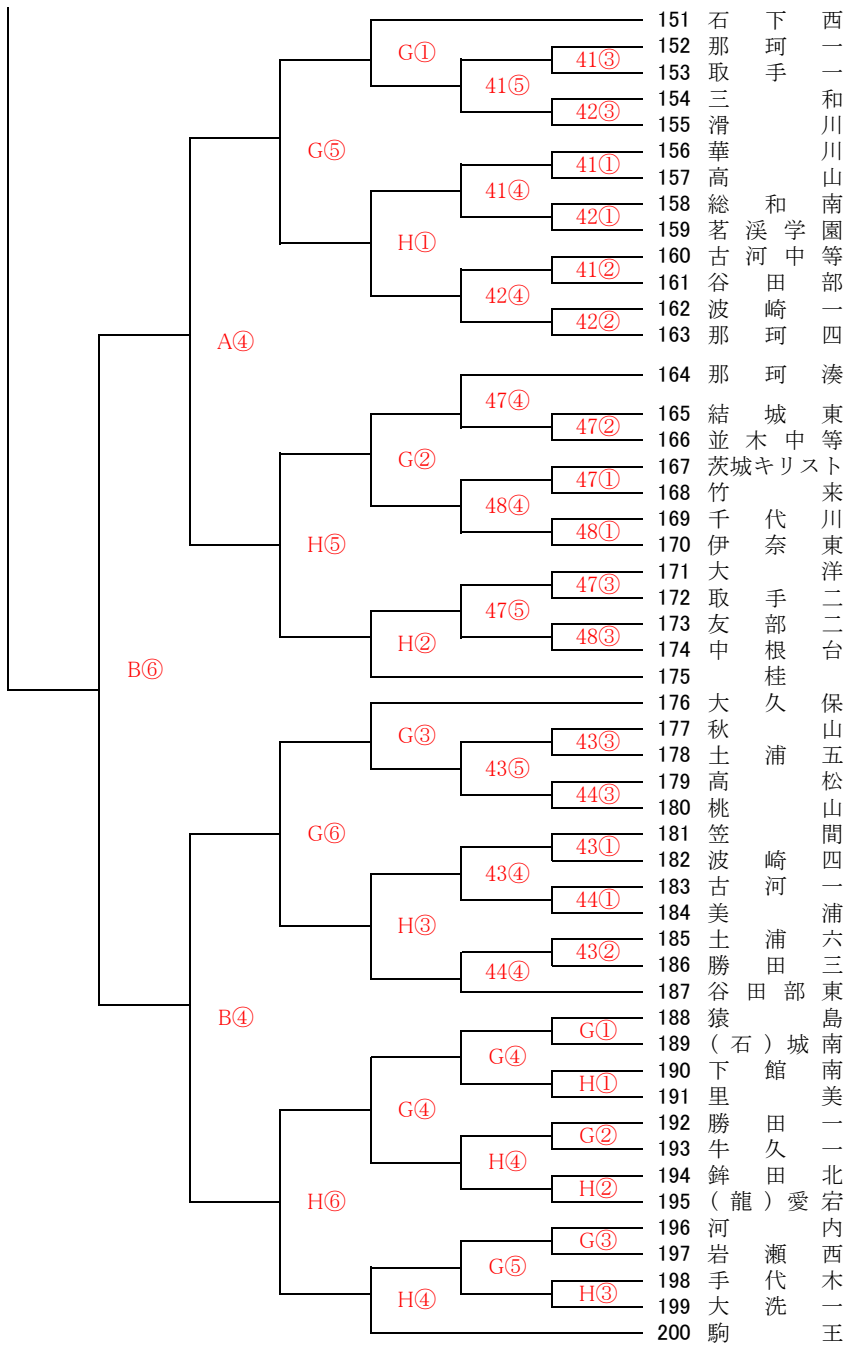 151 石下西
G①
152 那珂一
41③
153 取手一
41⑤
154 三和
42③
155 滑川
G⑤
156 華川
41①
157 高山
41④
158 総和南
42①
159 茗溪学園
H①
160 古河中等
41②
161 谷田部
42④
162 波崎一
42②
163 那珂四
A④
164 那珂湊
47④
165 結城東
47②
166 並木中等
G②
167 茨城キリスト
47①
168 竹来
48④
169 千代川
48①
170 伊奈東
H⑤
171 大洋
47③
172 取手二
47⑤
173 友部二
48③
174 中根台
H②
175 桂
B⑥
176 大久保
G③
177 秋山
43③
178 土浦五
43⑤
179 高松
44③
180 桃山
G⑥
181 笠間
43①
182 波崎四
43④
183 古河一
44①
184 美浦
H③
185 土浦六
43②
186 勝田三
44④
187 谷田部東
B④
188 猿島
G①
189 (石)城南
G④
190 下館南
H①
191 里美
G④
192 勝田一
G②
193 牛久一
H④
194 鉾田北
H②
195 (龍)愛宕
H⑥
196 河内
G③
197 岩瀬西
G⑤
198 手代木
H③
199 大洗一
H④
200 駒王